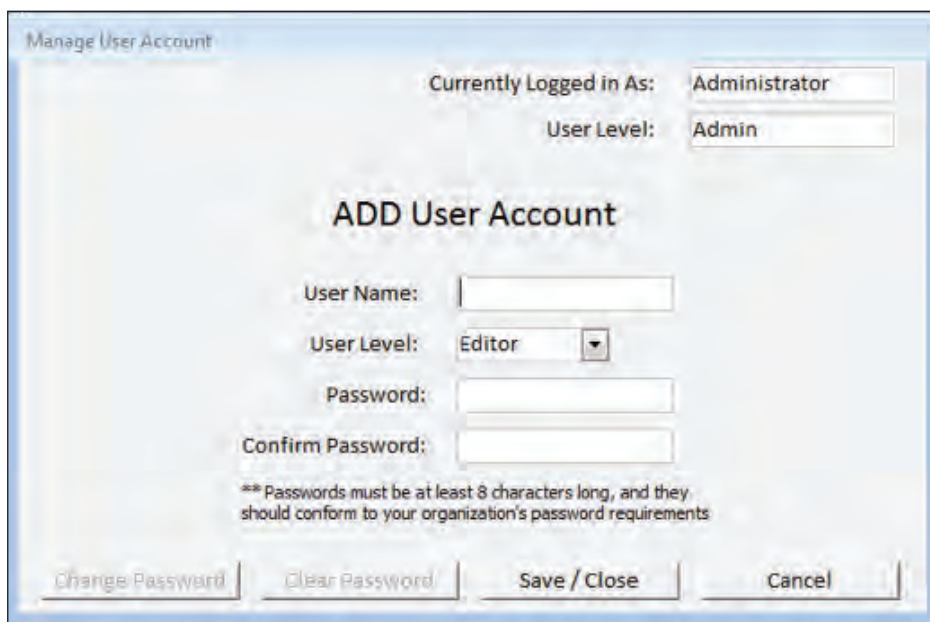 Manage User Account
Currently Logged in As: Administrator
User Level: Admin
ADD User Account
User Name:
User Level: Editor
Password:
Confirm Password:
** Passwords must be at least 8 characters long, and they
should conform to your organization's password requirements
Change Password Clear Password Save / Close Cancel